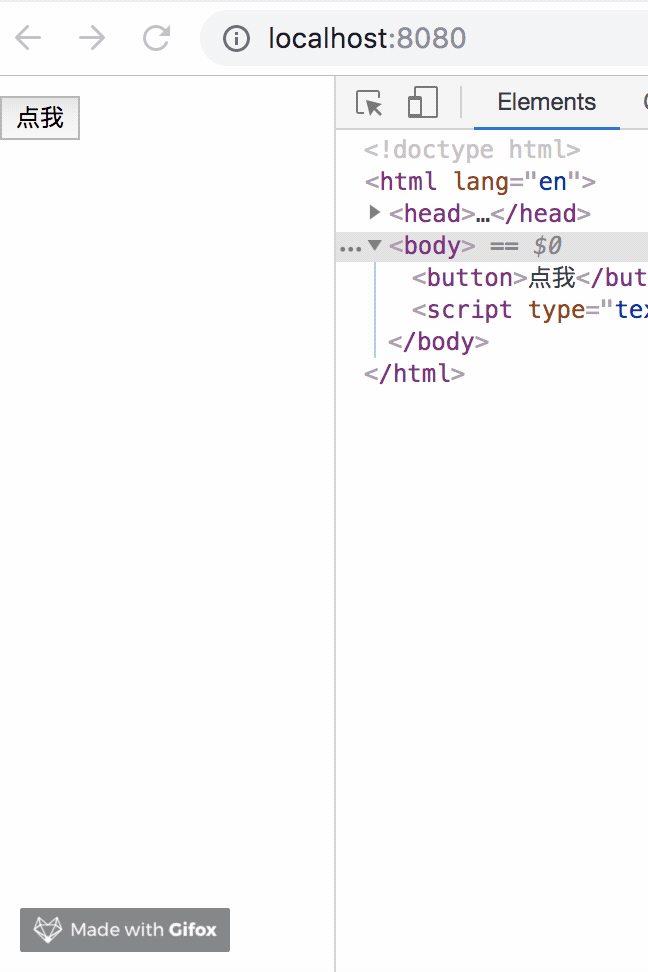 localhost:8080
点我
Elements
<!doctype html>
<html lang="en">
<head>…</head>
<body> == $0
<button>点我</but
<script type="tex
</body>
</html>
Made with Gifox